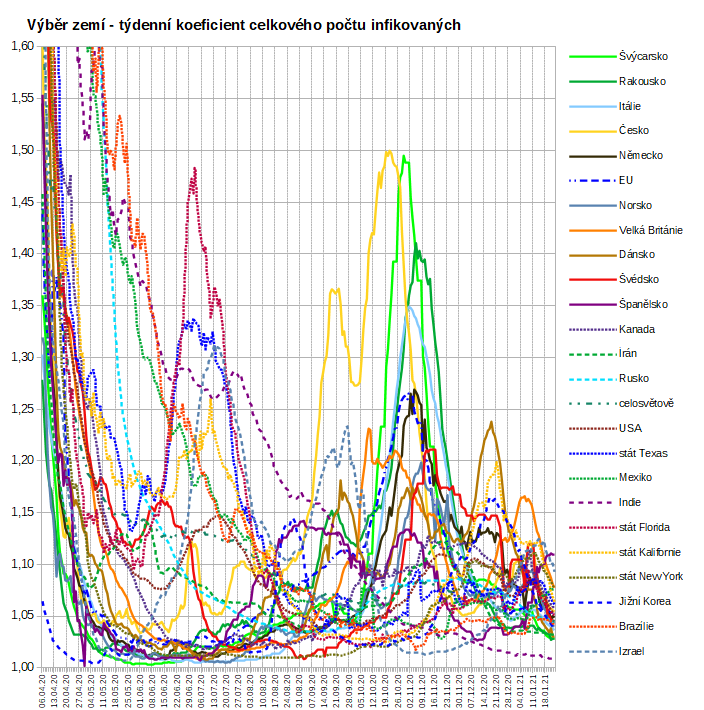 Výběr zemí - týdenní koeficient celkového počtu infikovaných
1,60
1,55
1,50
1,45
1,40
1,35
1,30
1,25
1,20
1,15
1,10
1,05
1,00
Švýcarsko
Rakousko
Itálie
Česko
Německo
EU
Norsko
Velká Británie
Dánsko
Švédsko
Španělsko
Kanada
Írán
Rusko
celosvětově
USA
stát Texas
Mexiko
Indie
stát Florida
stát Kalifornie
stát NewYork
Jižní Korea
Brazílie
Izrael
06.04.20
13.04.20
20.04.20
27.04.20
04.05.20
11.05.20
18.05.20
25.05.20
01.06.20
08.06.20
15.06.20
22.06.20
29.06.20
06.07.20
13.07.20
20.07.20
27.07.20
03.08.20
10.08.20
17.08.20
24.08.20
31.08.20
07.09.20
14.09.20
21.09.20
28.09.20
05.10.20
12.10.20
19.10.20
26.10.20
02.11.20
09.11.20
16.11.20
23.11.20
30.11.20
07.12.20
14.12.20
21.12.20
28.12.20
04.01.21
11.01.21
18.01.21